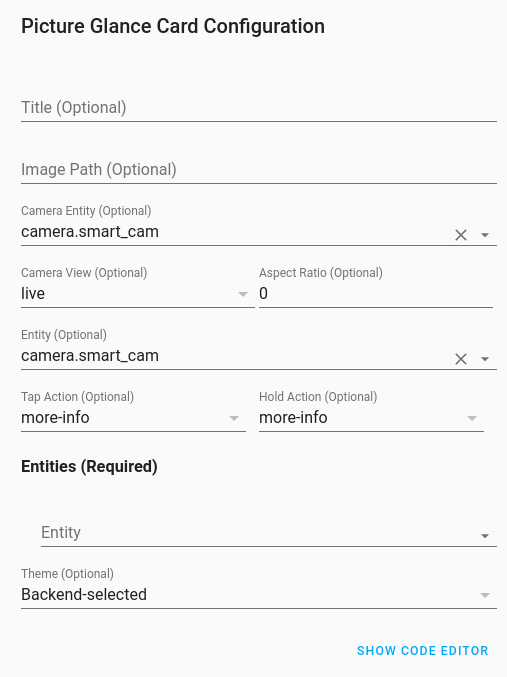 Picture Glance Card Configuration
Title (Optional)
Image Path (Optional)
Camera Entity (Optional)
camera.smart_cam
Camera View (Optional) Aspect Ratio (Optional)
live 0
Entity (Optional)
camera.smart_cam
Tap Action (Optional) Hold Action (Optional)
more-info more-info
Entities (Required)
Entity
Theme (Optional)
Backend-selected
SHOW CODE EDITOR